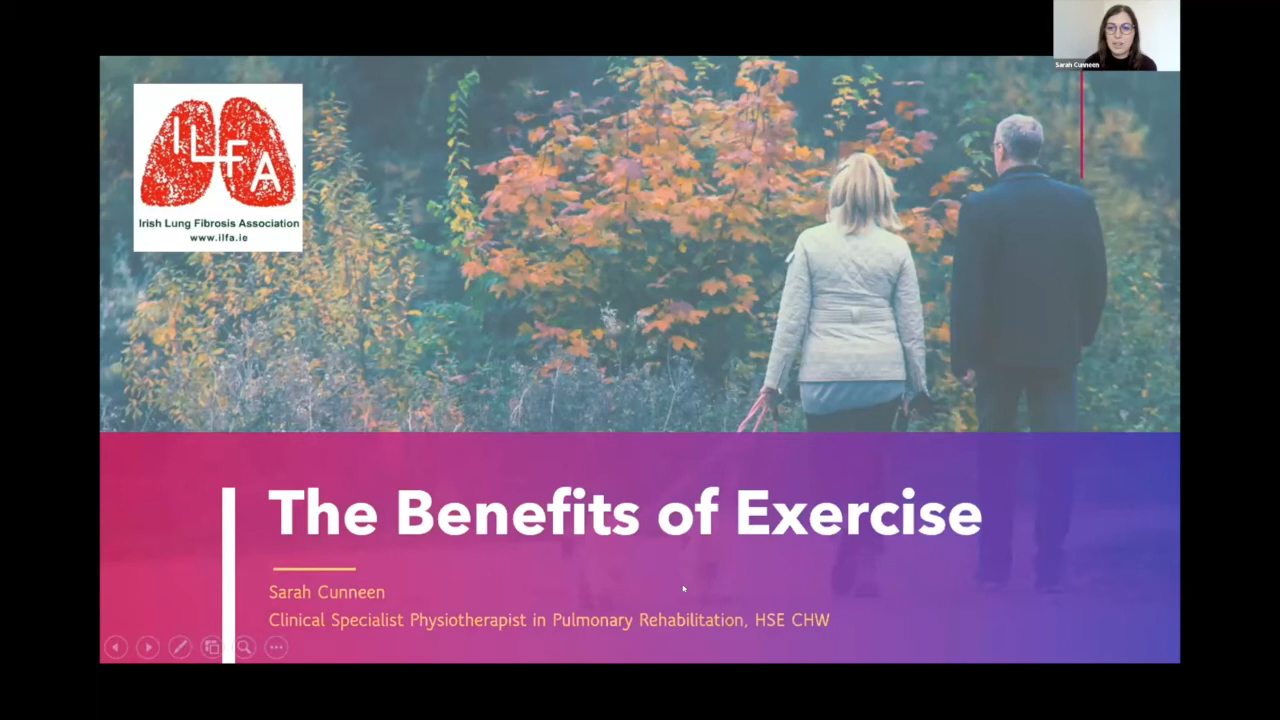 Sarah Cunneen
ILFA
Irish Lung Fibrosis Association
www.ilfa.ie
The Benefits of Exercise
Sarah Cunneen
Clinical Specialist Physiotherapist in Pulmonary Rehabilitation, HSE CHW